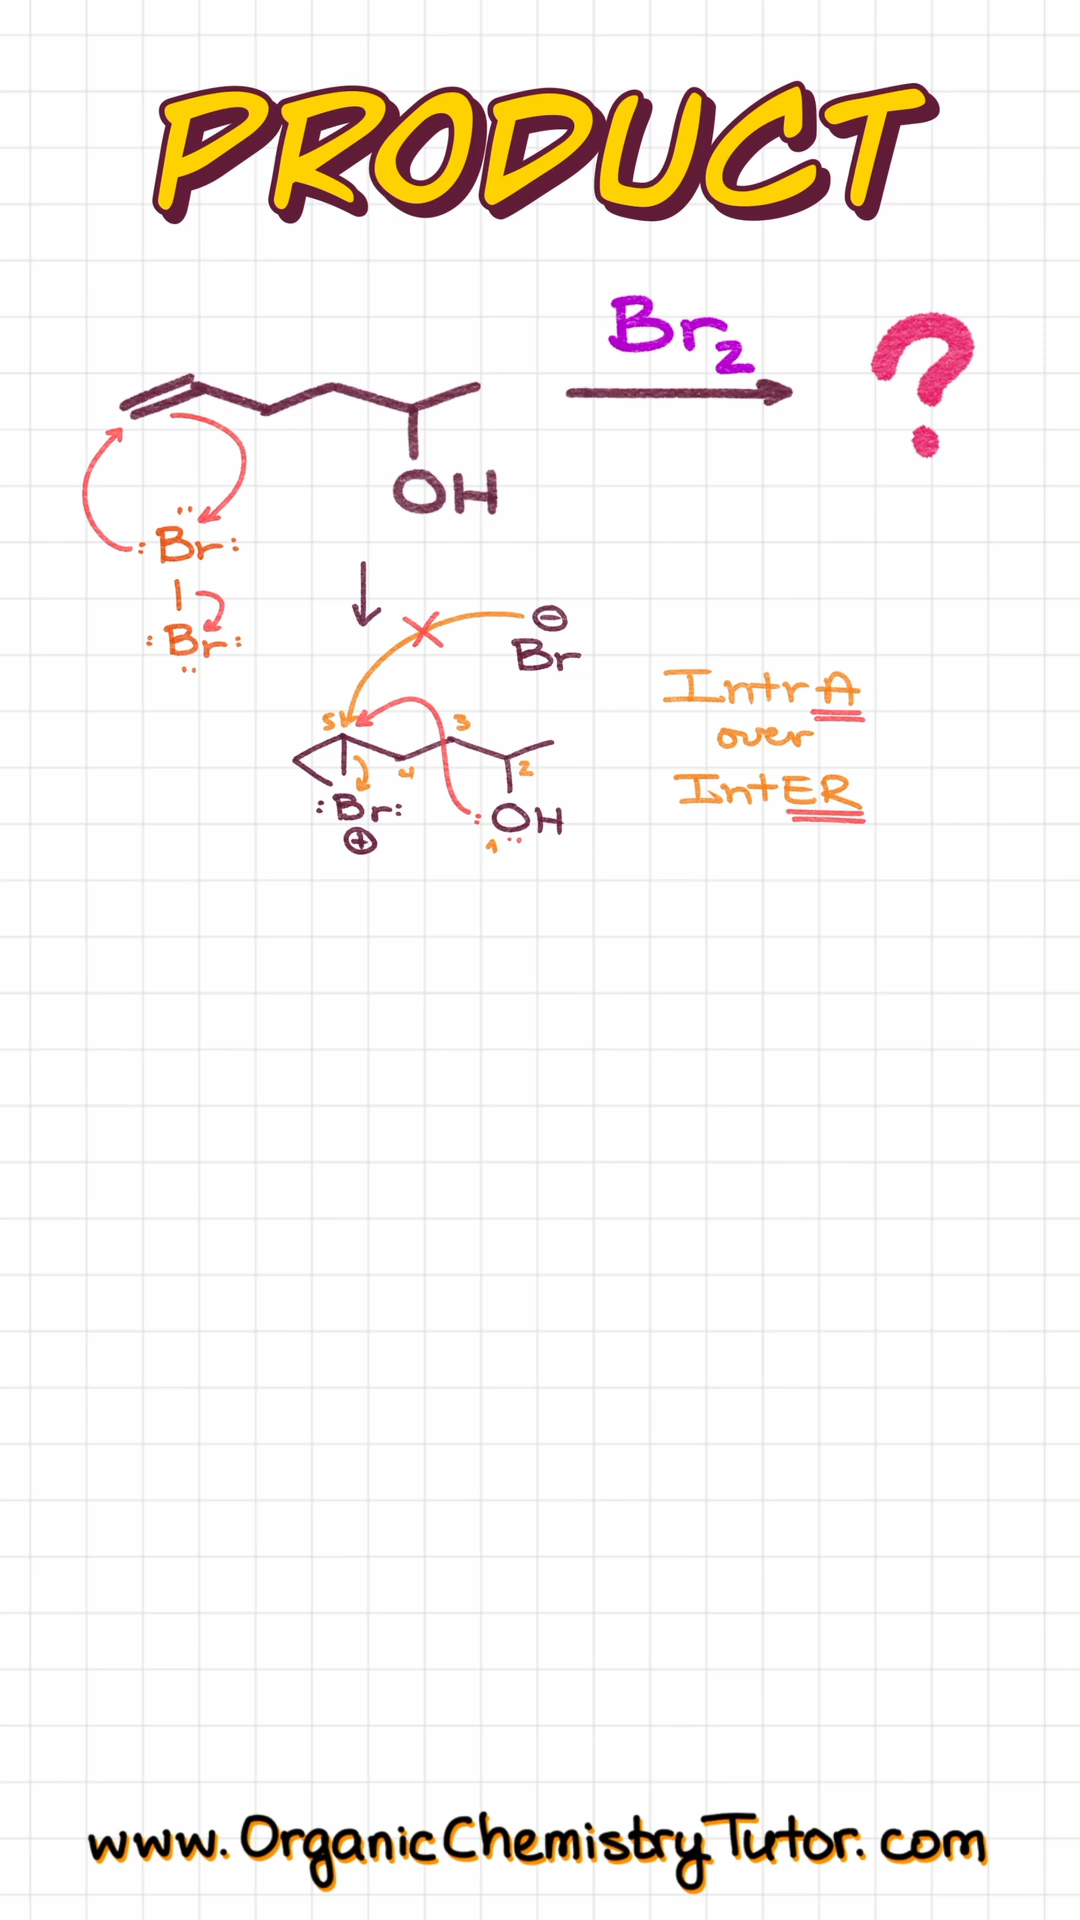 PRODUCT
Br2
?
OH
:Br:
:Br:
⊖
Br
IntrA
over
IntER
5 3
4 2
:Br: :OH
⊕ 1
www.OrganicChemistryTutor.com